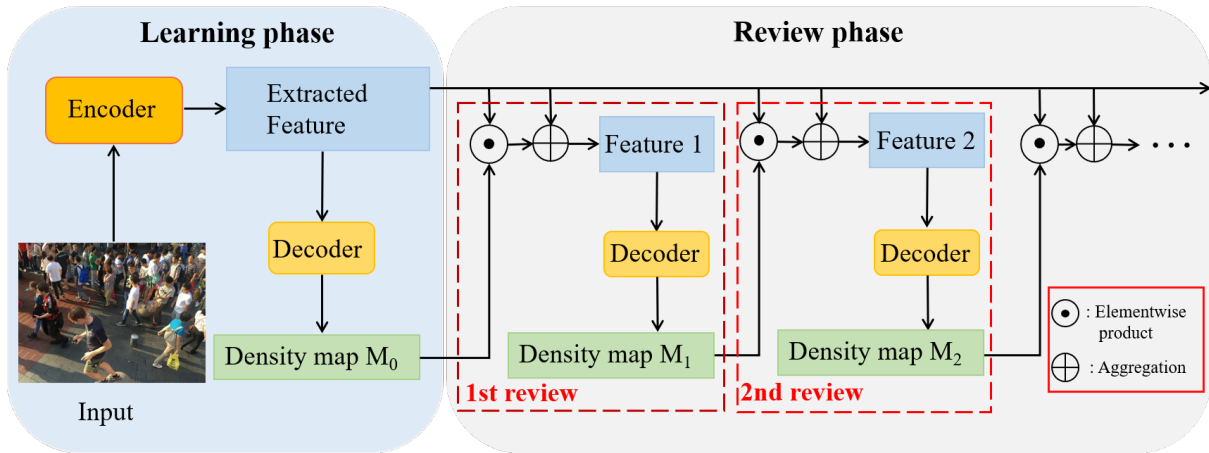 Learning phase
Encoder
Extracted
Feature
Decoder
Density map M₀
Input
Review phase
Feature 1
Decoder
Density map M₁
1st review
Feature 2
Decoder
Density map M₂
2nd review
...
: Elementwise
product
: Aggregation